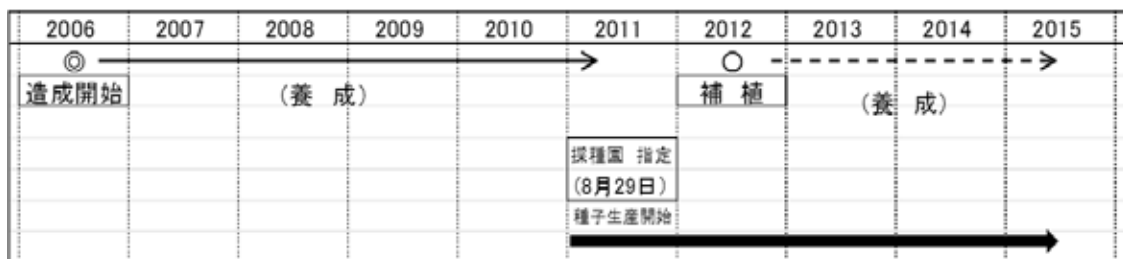 2006 2007 2008 2009 2010 2011 2012 2013 2014 2015
造成開始 (養 成) 補 植 (養 成)
採種園 指定
(8月29日)
種子生産開始